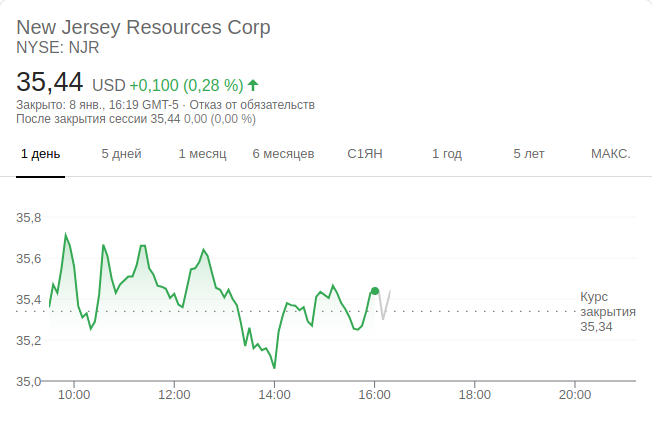 New Jersey Resources Corp
NYSE: NJR
35,44 USD +0,100 (0,28 %)
Закрыто: 8 янв., 16:19 GMT-5 · Отказ от обязательств
После закрытия сессии 35,44 0,00 (0,00 %)
1 день 5 дней 1 месяц 6 месяцев С1ЯН 1 год 5 лет МАКС.
35,8
35,6
35,4
35,2
35,0
Курс
закрытия
35,34
10:00 12:00 14:00 16:00 18:00 20:00